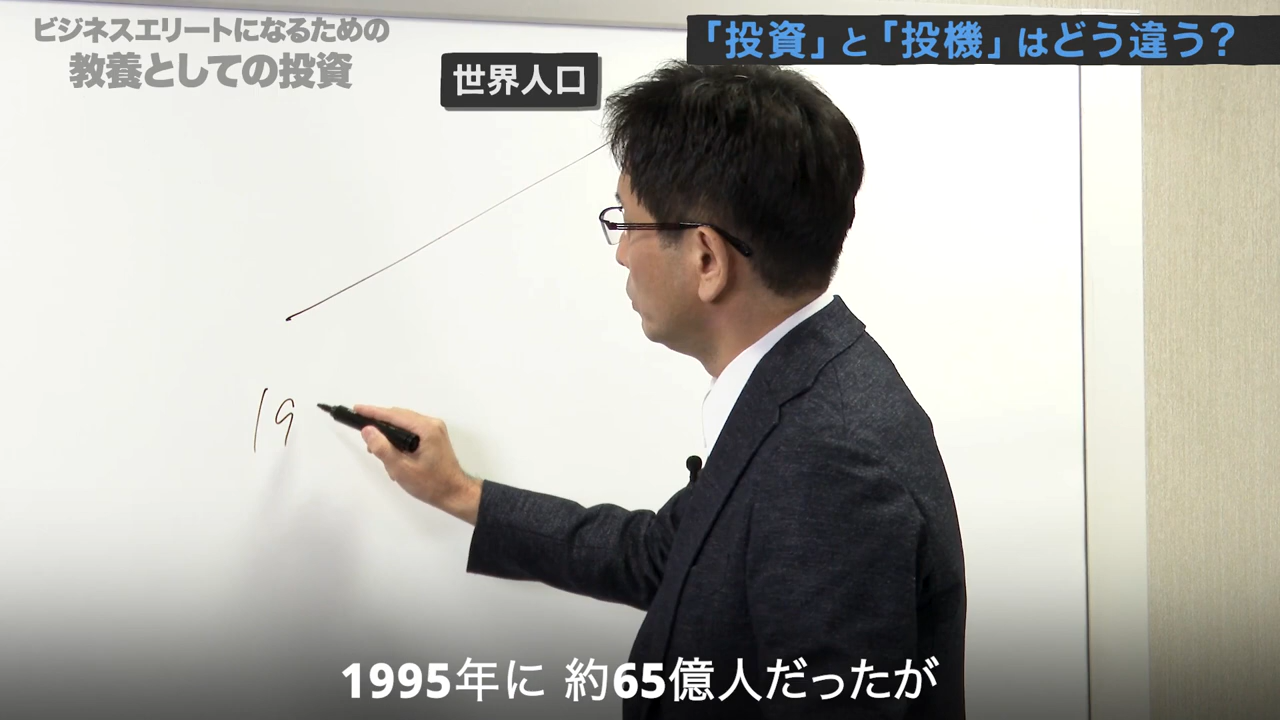 ビジネスエリートになるための
教養としての投資
「投資」と「投機」はどう違う?
世界人口
19
1995年に 約65億人だったが